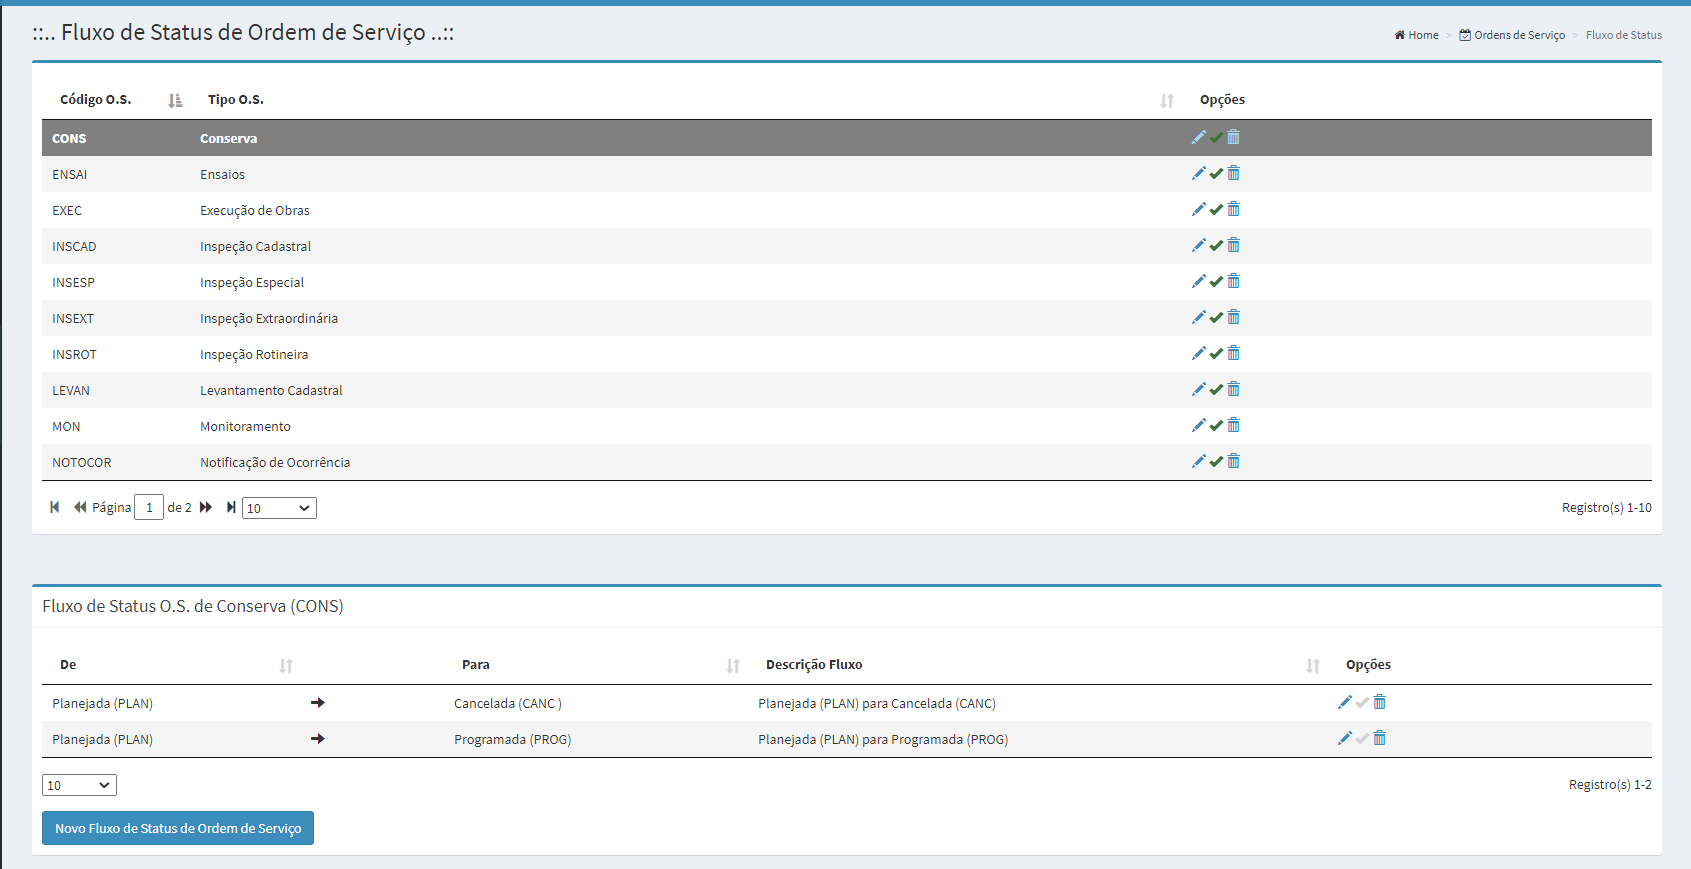 ::.. Fluxo de Status de Ordem de Serviço ..::
Home > Ordens de Serviço > Fluxo de Status
Código O.S. Tipo O.S. Opções
CONS Conserva
ENSAI Ensaios
EXEC Execução de Obras
INSCAD Inspeção Cadastral
INSESP Inspeção Especial
INSEXT Inspeção Extraordinária
INSROT Inspeção Rotineira
LEVAN Levantamento Cadastral
MON Monitoramento
NOTOCOR Notificação de Ocorrência
Página 1 de 2 10 Registro(s) 1-10
Fluxo de Status O.S. de Conserva (CONS)
De Para Descrição Fluxo Opções
Planejada (PLAN) Cancelada (CANC ) Planejada (PLAN) para Cancelada (CANC)
Planejada (PLAN) Programada (PROG) Planejada (PLAN) para Programada (PROG)
10 Registro(s) 1-2
Novo Fluxo de Status de Ordem de Serviço